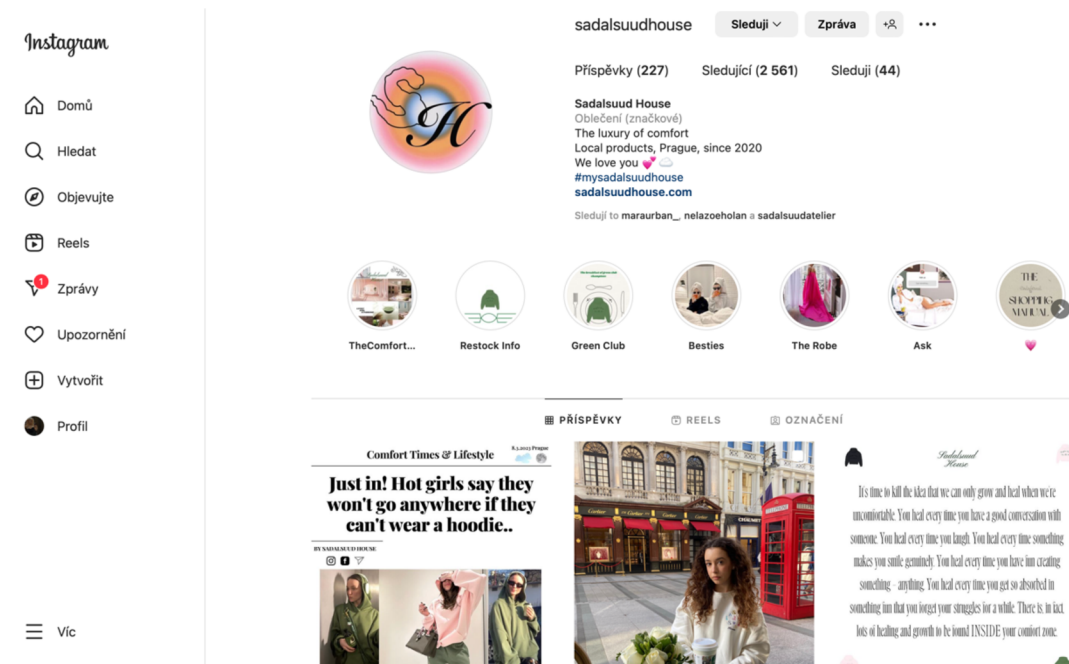 Instagram
Domů
Hledat
Objevujte
Reels
1
Zprávy
Upozornění
Vytvořit
Profil
Víc
sadalsuudhouse
Sleduji
Zpráva
Příspěvky (227)
Sledující (2 561)
Sleduji (44)
Sadalsuud House
Oblečení (značkové)
The luxury of comfort
Local products, Prague, since 2020
We love you 💕☁️
#mysadalsuudhouse
sadalsuudhouse.com
Sledují to maraurban_, nelazoeholan a sadalsuudatelier
H
THE
SHOPPING
MANUAL
TheComfort...
Restock Info
Green Club
Besties
The Robe
Ask
💗
PŘÍSPĚVKY
REELS
OZNAČENÍ
8.3.2023 Prague
Comfort Times & Lifestyle
Just in! Hot girls say they
won't go anywhere if they
can't wear a hoodie..
BY SADALSUUD HOUSE
Cartier
CHAUMET
Sadalsuud
House
It's time to kill the idea that we can only grow and heal when we're
uncomfortable. You heal every time you have a good conversation with
someone. You heal every time you laugh. You heal every time something
makes you smile genuinely. You heal every time you have fun creating
something - anything. You heal every time you get so absorbed in
something fun that you forget your struggles for a while. There is, in fact,
lots of healing and growth to be found INSIDE your comfort zone.